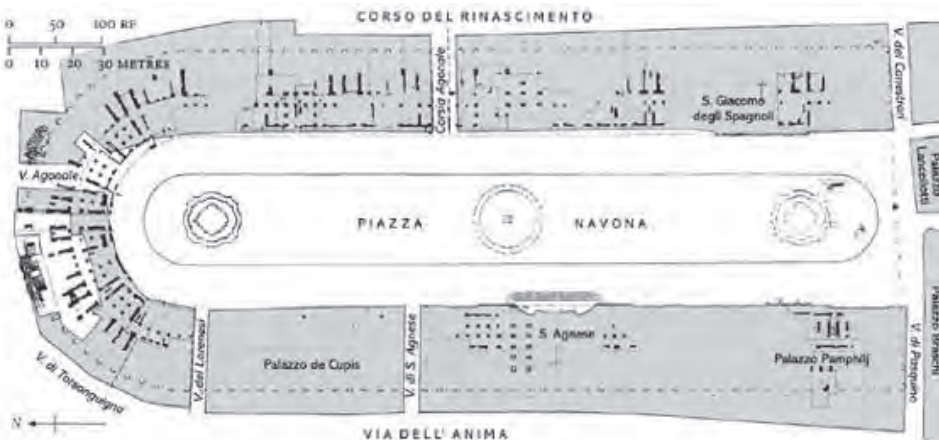 CORSO DEL RINASCIMENTO
0 50 100 RF
0 10 20 30 METRES
Corsia Agonale
V. dei Canestrari
S. Giacomo
degli Spagnoli
Palazzo
Lancellotti
V. Agonale
PIAZZA NAVONA
V. dei Lorenesi
V. di S. Agnese
S. Agnese
Palazzo de Cupis
Palazzo Pamphilj
V. di Pasquino
Palazzo Braschi
V. di Torsanguigna
N
VIA DELL' ANIMA